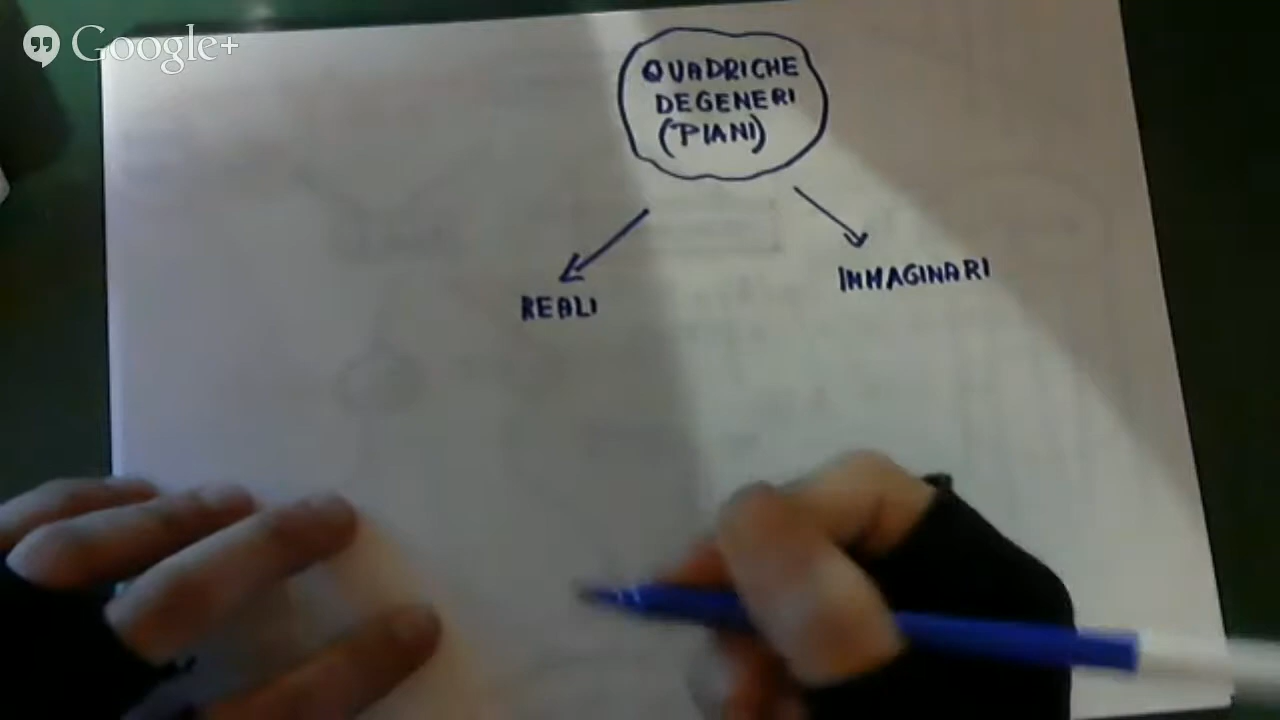 Google+
QUADRICHE
DEGENERI
(PIANI)
REALI
IMMAGINARI